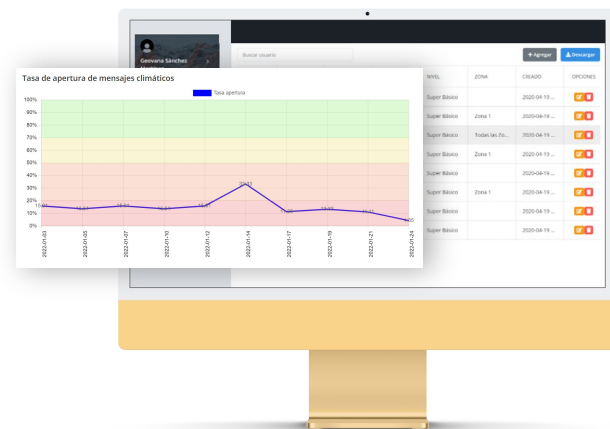 Geovana Sánchez
Buscar usuario
+ Agregar
Descargar
Tasa de apertura de mensajes climáticos
Tasa apertura
100%
90%
80%
70%
60%
50%
40%
30%
20%
10%
0%
33.33
2022-01-03
2022-01-05
2022-01-07
2022-01-10
2022-01-12
2022-01-14
2022-01-17
2022-01-19
2022-01-21
2022-01-24
NIVEL ZONA CREADO OPCIONES
Super Básico 2020-04-19 ...
Super Básico Zona 1 2020-04-19 ...
Super Básico Todas las Zo... 2020-04-19 ...
Super Básico Zona 1 2020-04-19 ...
Super Básico 2020-04-19 ...
Super Básico Zona 1 2020-04-19 ...
Super Básico 2020-04-19 ...
Super Básico 2020-04-19 ...